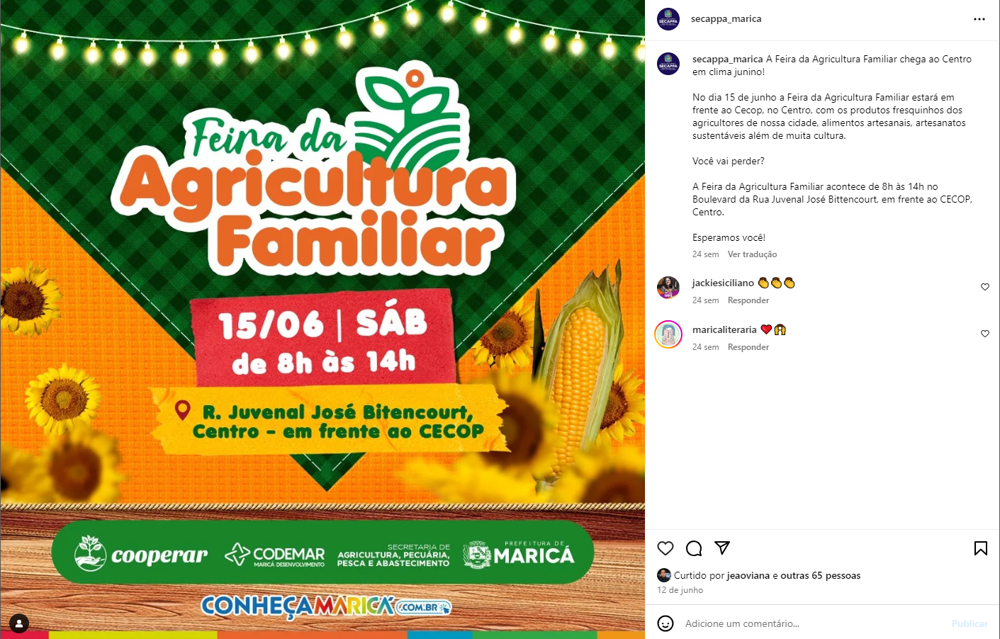 Feira da
Agricultura
Familiar
15/06 | SÁB
de 8h às 14h
R. Juvenal José Bitencourt,
Centro - em frente ao CECOP
cooperar
CODEMAR
MARICÁ DESENVOLVIMENTO
SECRETARIA DE
AGRICULTURA, PECUÁRIA,
PESCA E ABASTECIMENTO
PREFEITURA DE
MARICÁ
CONHEÇAMARICÁ.COM.BR
SECAPPA
secappa_marica
SECAPPA
secappa_marica A Feira da Agricultura Familiar chega ao Centro
em clima junino!
No dia 15 de junho a Feira da Agricultura Familiar estará em
frente ao Cecop, no Centro, com os produtos fresquinhos dos
agricultores de nossa cidade, alimentos artesanais, artesanatos
sustentáveis além de muita cultura.
Você vai perder?
A Feira da Agricultura Familiar acontece de 8h às 14h no
Boulevard da Rua Juvenal José Bittencourt, em frente ao CECOP,
Centro.
Esperamos você!
24 sem Ver tradução
jackiesiciliano 👏👏👏
24 sem Responder
maricaliteraria ❤️🙌
24 sem Responder
Curtido por jeaoviana e outras 65 pessoas
12 de junho
Adicione um comentário...
Publicar